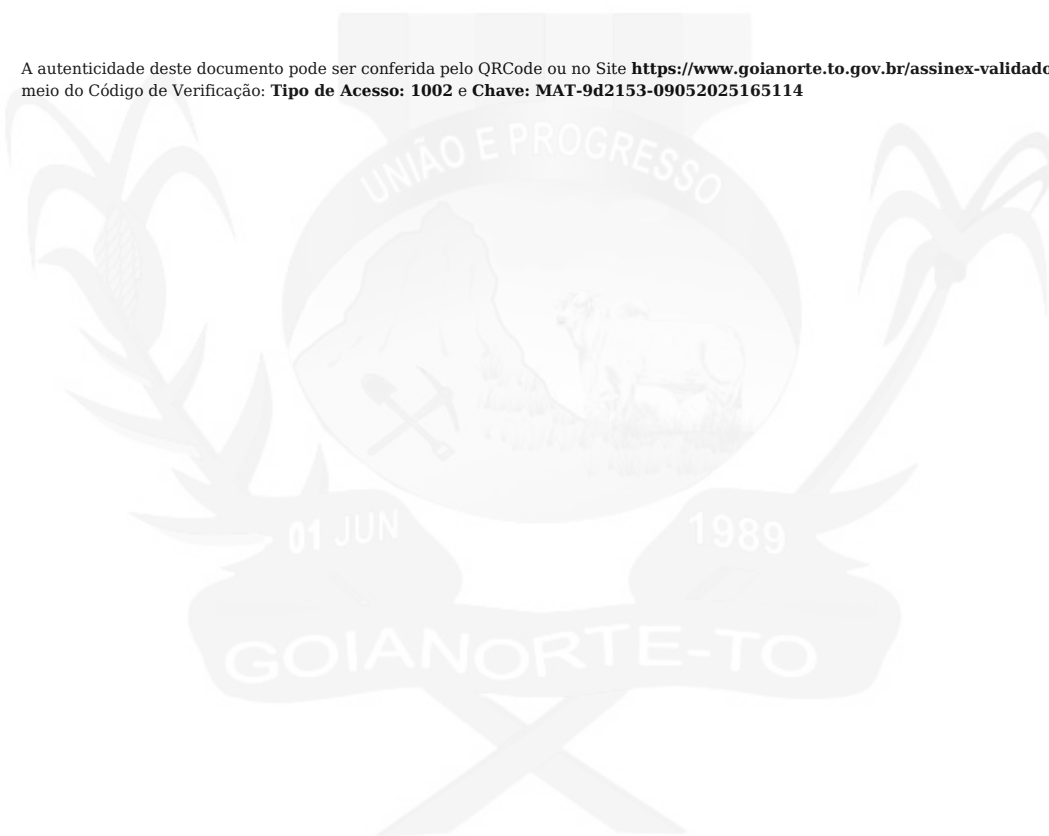 A autenticidade deste documento pode ser conferida pelo QRCode ou no Site https://www.goianorte.to.gov.br/assinex-validado
meio do Código de Verificação: Tipo de Acesso: 1002 e Chave: MAT-9d2153-09052025165114
UNIÃO E PROGRESSO
01 JUN 1989
GOIANORTE-TO